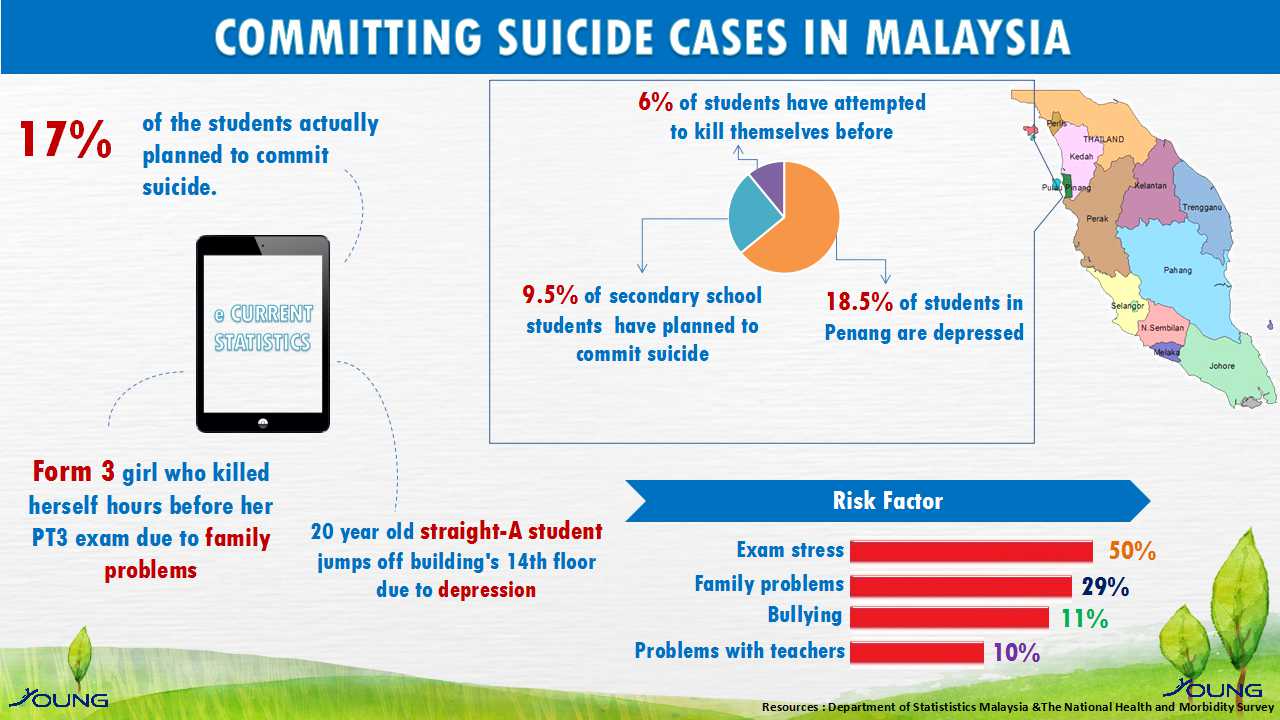 COMMITTING SUICIDE CASES IN MALAYSIA
17%
of the students actually
planned to commit
suicide.
e CURRENT
STATISTICS
Form 3 girl who killed
herself hours before her
PT3 exam due to family
problems
20 year old straight-A student
jumps off building's 14th floor
due to depression
6% of students have attempted
to kill themselves before
9.5% of secondary school
students have planned to
commit suicide
18.5% of students in
Penang are depressed
Perlis
THAILAND
Kedah
Pulau Pinang
Kelantan
Trengganu
Perak
Pahang
Selangor
N.Sembilan
Melaka
Johore
Risk Factor
Exam stress 50%
Family problems 29%
Bullying 11%
Problems with teachers 10%
YOUNG
YOUNG
Resources : Department of Statististics Malaysia &The National Health and Morbidity Survey